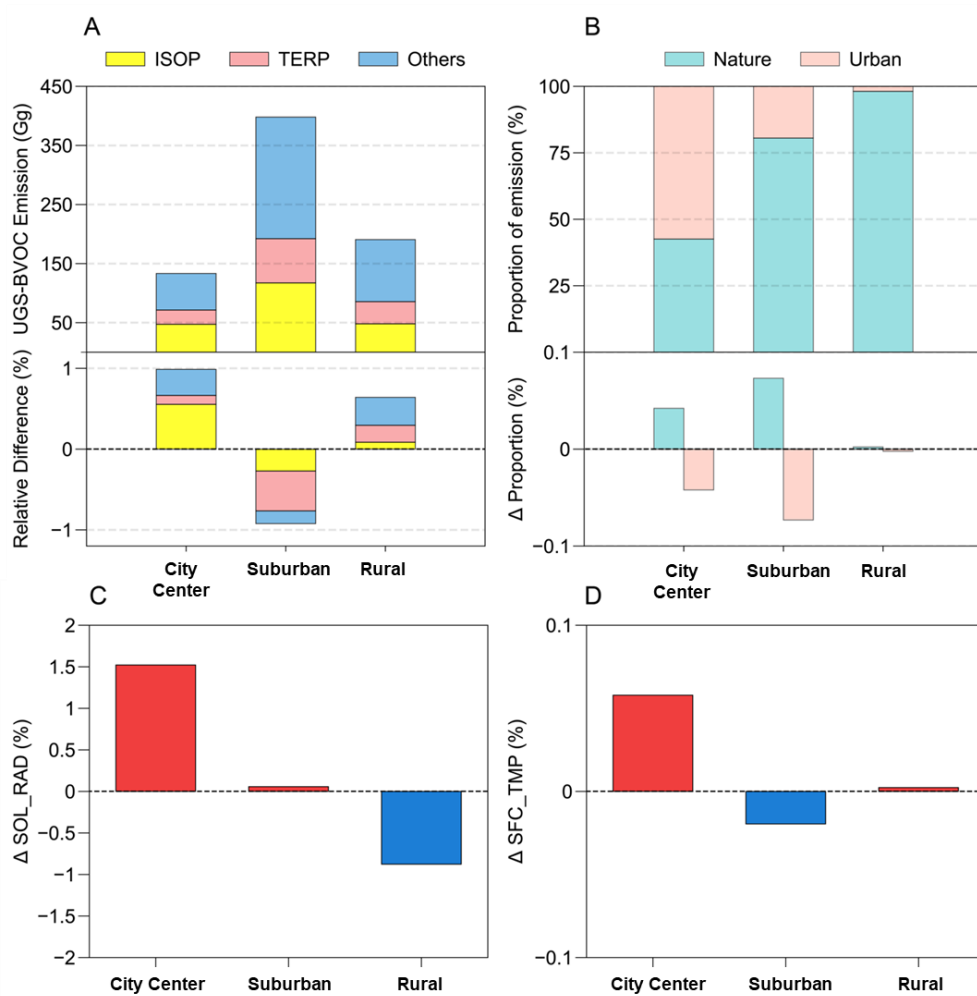 A
ISOP TERP Others
UGS-BVOC Emission (Gg)
450
350
250
150
50
Relative Difference (%)
1
0
−1
City Center
Suburban
Rural
B
Nature Urban
Proportion of emission (%)
100
75
50
25
0.1
Δ Proportion (%)
0
−0.1
City Center
Suburban
Rural
C
Δ SOL_RAD (%)
2
1.5
1
0.5
0
−0.5
−1
−1.5
−2
City Center
Suburban
Rural
D
Δ SFC_TMP (%)
0.1
0
−0.1
City Center
Suburban
Rural